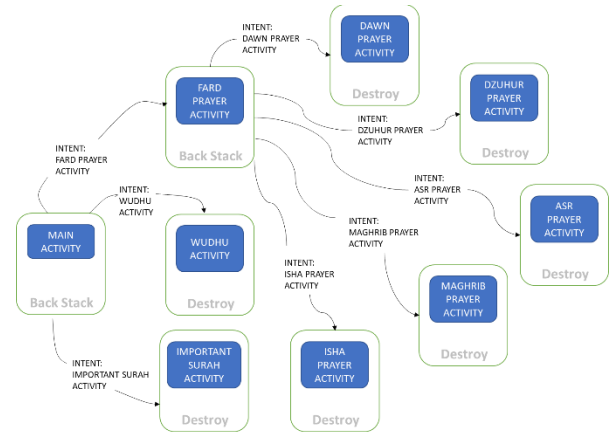 INTENT:
DAWN PRAYER
ACTIVITY
DAWN
PRAYER
ACTIVITY
Destroy
FARD
PRAYER
ACTIVITY
Back Stack
DZUHUR
PRAYER
ACTIVITY
Destroy
INTENT:
DZUHUR PRAYER
ACTIVITY
INTENT:
FARD PRAYER
ACTIVITY
INTENT:
ASR PRAYER
ACTIVITY
INTENT:
WUDHU
ACTIVITY
ASR
PRAYER
ACTIVITY
Destroy
INTENT:
MAGHRIB PRAYER
ACTIVITY
MAIN
ACTIVITY
Back Stack
WUDHU
ACTIVITY
Destroy
INTENT:
ISHA PRAYER
ACTIVITY
MAGHRIB
PRAYER
ACTIVITY
Destroy
INTENT:
IMPORTANT SURAH
ACTIVITY
IMPORTANT
SURAH
ACTIVITY
Destroy
ISHA
PRAYER
ACTIVITY
Destroy